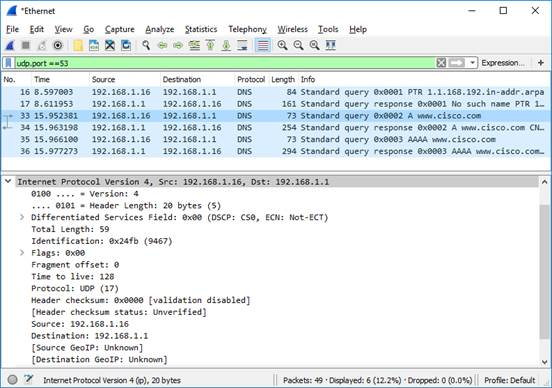 *Ethernet
File Edit View Go Capture Analyze Statistics Telephony Wireless Tools Help
udp.port ==53 Expression... +
No. Time Source Destination Protocol Length Info
16 8.597003 192.168.1.16 192.168.1.1 DNS 84 Standard query 0x0001 PTR 1.1.168.192.in-addr.arpa
17 8.611953 192.168.1.1 192.168.1.16 DNS 161 Standard query response 0x0001 No such name PTR 1...
33 15.952381 192.168.1.16 192.168.1.1 DNS 73 Standard query 0x0002 A www.cisco.com
34 15.963198 192.168.1.1 192.168.1.16 DNS 254 Standard query response 0x0002 A www.cisco.com CN...
35 15.966100 192.168.1.16 192.168.1.1 DNS 73 Standard query 0x0003 AAAA www.cisco.com
36 15.977273 192.168.1.1 192.168.1.16 DNS 294 Standard query response 0x0003 AAAA www.cisco.com...
Internet Protocol Version 4, Src: 192.168.1.16, Dst: 192.168.1.1
0100 .... = Version: 4
.... 0101 = Header Length: 20 bytes (5)
Differentiated Services Field: 0x00 (DSCP: CS0, ECN: Not-ECT)
Total Length: 59
Identification: 0x24fb (9467)
Flags: 0x00
Fragment offset: 0
Time to live: 128
Protocol: UDP (17)
Header checksum: 0x0000 [validation disabled]
[Header checksum status: Unverified]
Source: 192.168.1.16
Destination: 192.168.1.1
[Source GeoIP: Unknown]
[Destination GeoIP: Unknown]
Internet Protocol Version 4 (ip), 20 bytes Packets: 49 · Displayed: 6 (12.2%) · Dropped: 0 (0.0%) Profile: Default